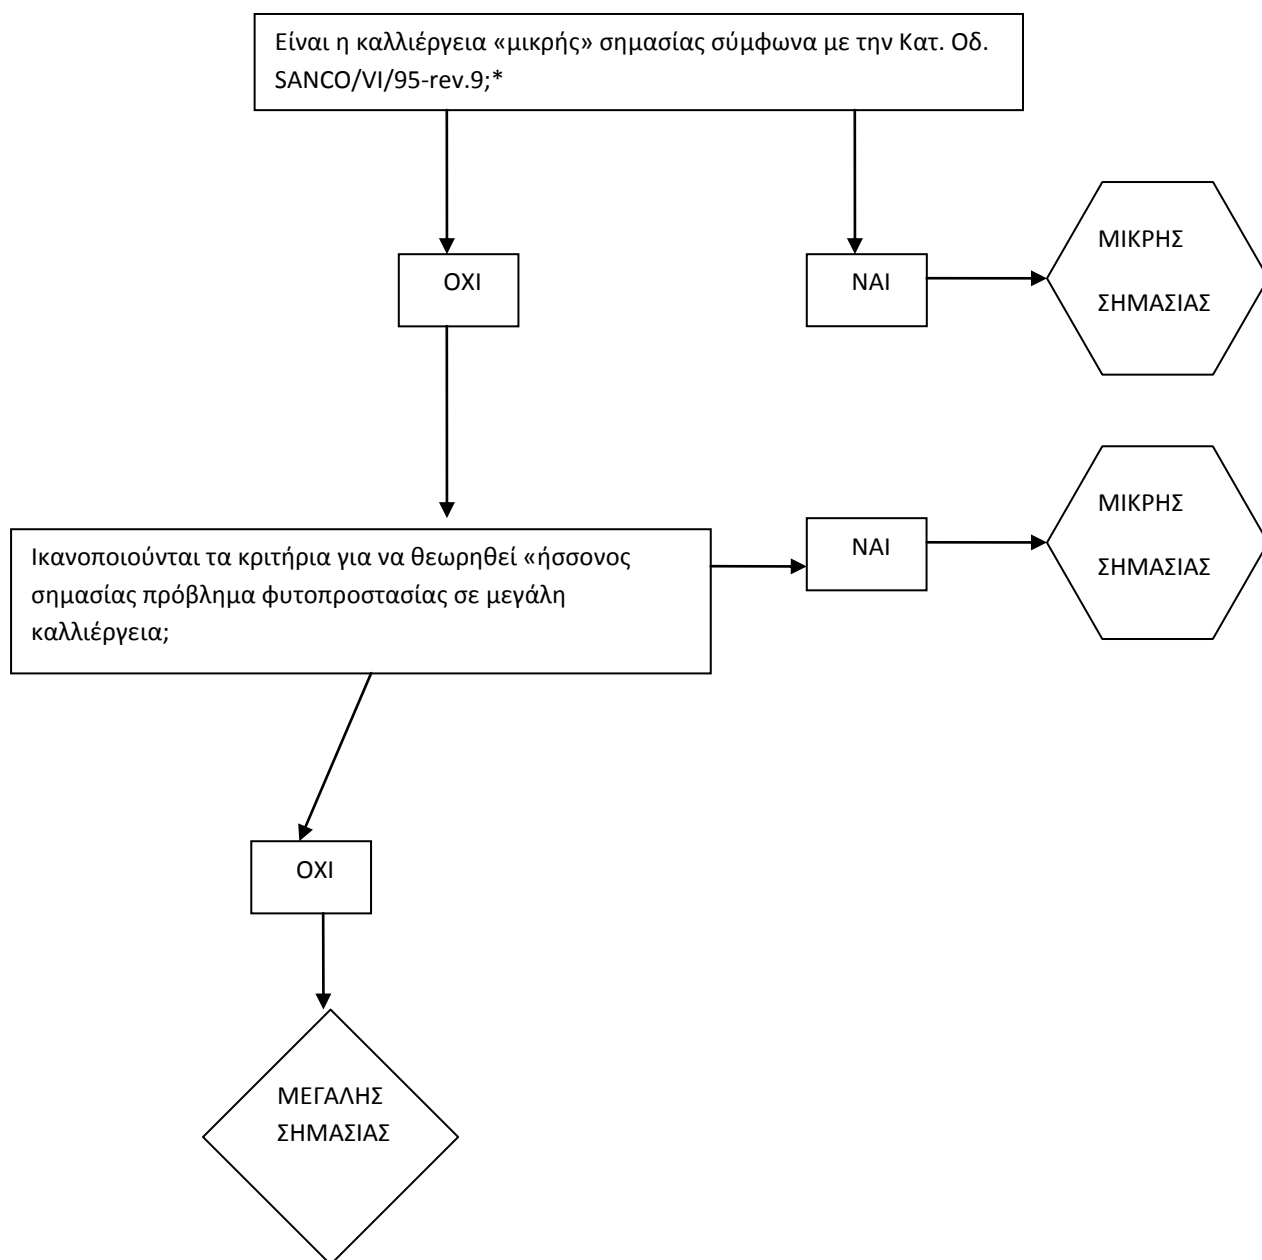 Είναι η καλλιέργεια «μικρής» σημασίας σύμφωνα με την Κατ. Οδ.
SANCO/VI/95-rev.9;*
ΟΧΙ
ΝΑΙ
ΜΙΚΡΗΣ
ΣΗΜΑΣΙΑΣ
Ικανοποιούνται τα κριτήρια για να θεωρηθεί «ήσσονος
σημασίας πρόβλημα φυτοπροστασίας σε μεγάλη
καλλιέργεια;
ΝΑΙ
ΜΙΚΡΗΣ
ΣΗΜΑΣΙΑΣ
ΟΧΙ
ΜΕΓΑΛΗΣ
ΣΗΜΑΣΙΑΣ